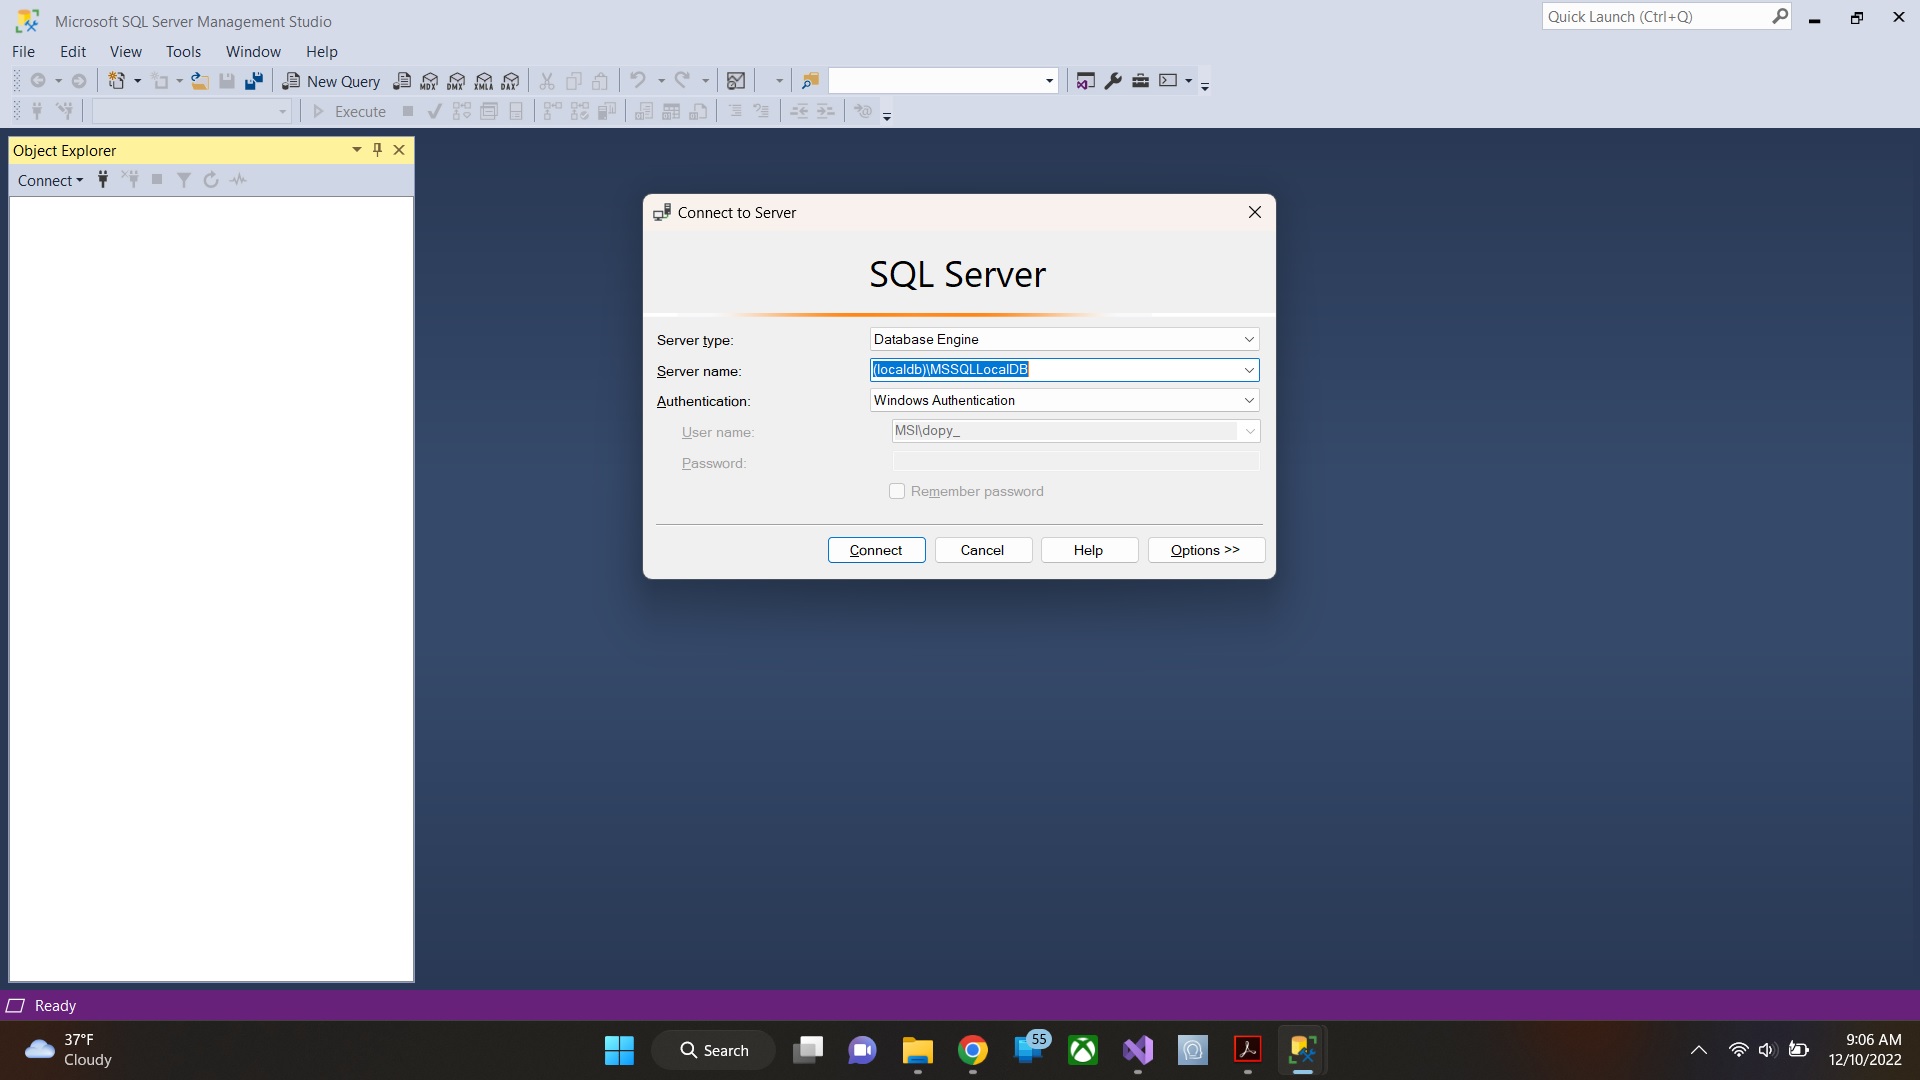 Microsoft SQL Server Management Studio
Quick Launch (Ctrl+Q)
File Edit View Tools Window Help
New Query MDX DMX XMLA DAX
Execute
Object Explorer
Connect
Connect to Server
SQL Server
Server type: Database Engine
Server name: (localdb)\MSSQLLocalDB
Authentication: Windows Authentication
User name: MSI\dopy_
Password:
Remember password
Connect Cancel Help Options >>
Ready
37°F
Cloudy
Search
55
9:06 AM
12/10/2022